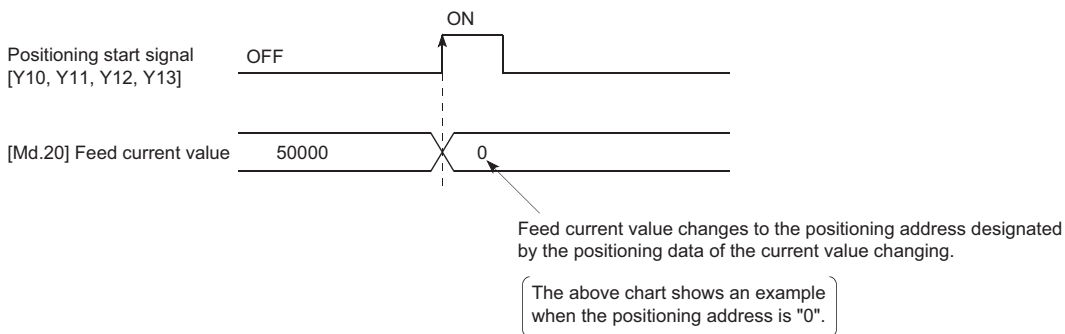 ON
Positioning start signal
[Y10, Y11, Y12, Y13]
OFF
[Md.20] Feed current value
50000
0
Feed current value changes to the positioning address designated
by the positioning data of the current value changing.
The above chart shows an example
when the positioning address is "0".